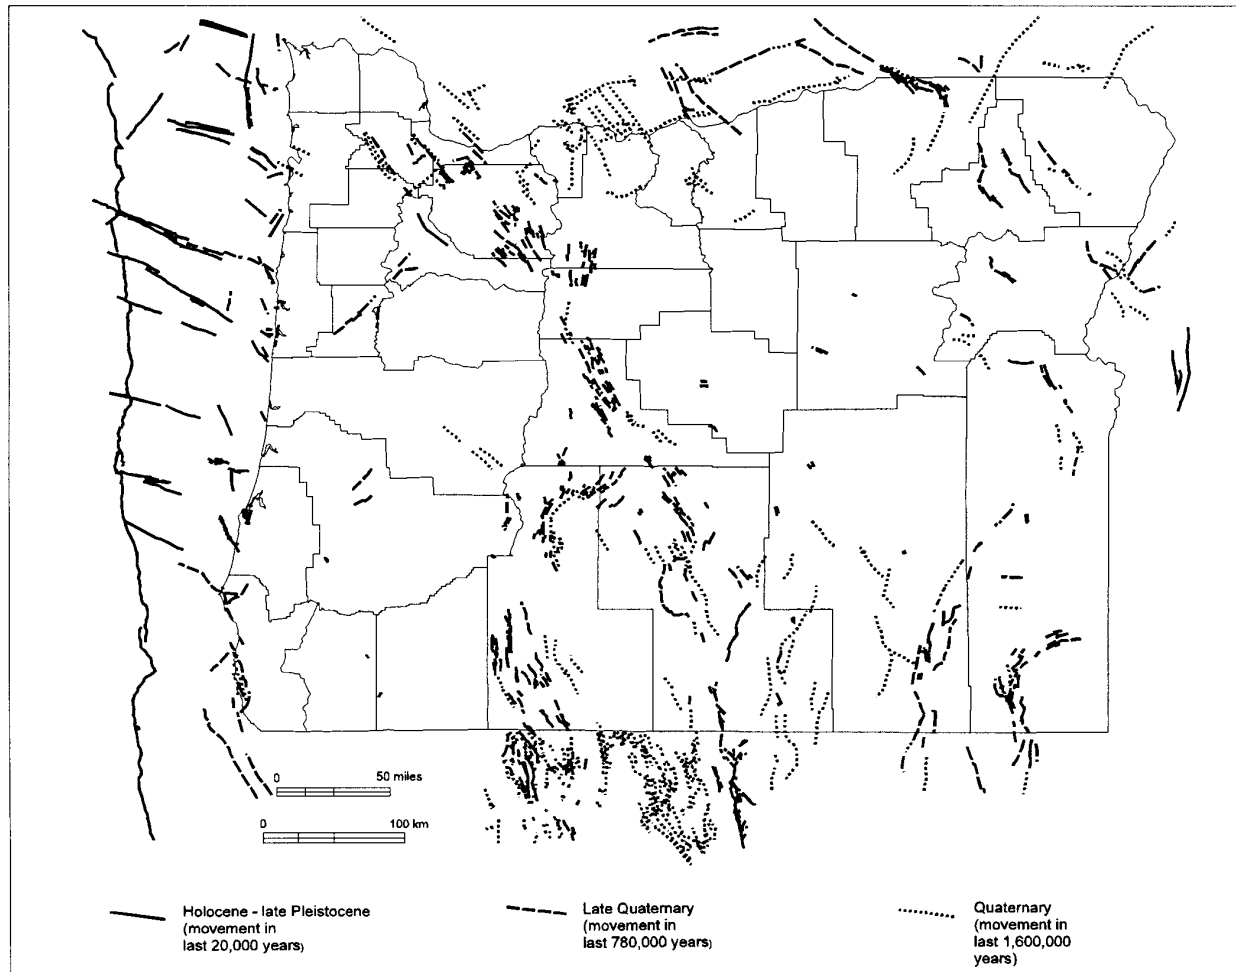 0 50 miles
0 100 km
Holocene - late Pleistocene
(movement in
last 20,000 years)
Late Quaternary
(movement in
last 780,000 years)
Quaternary
(movement in
last 1,600,000
years)